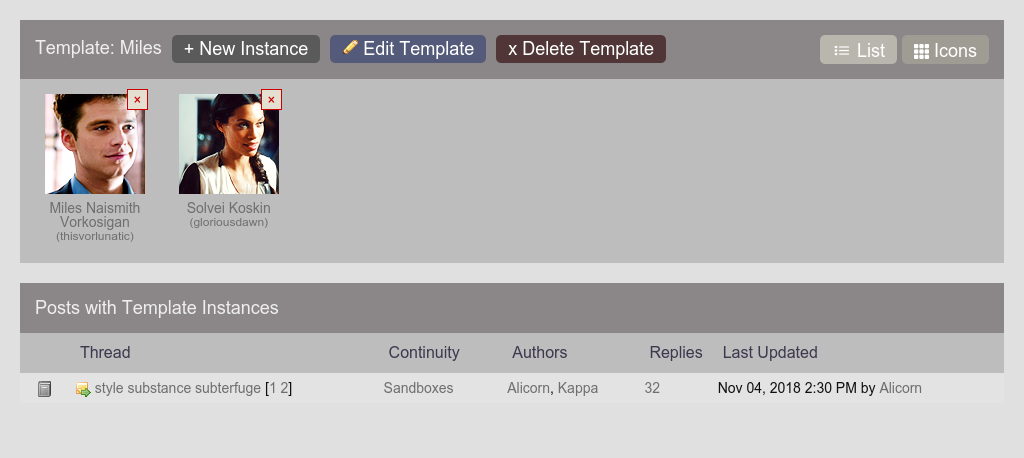 Template: Miles + New Instance Edit Template x Delete Template List Icons
× ×
Miles Naismith Vorkosigan
(thisvorlunatic)
Solvei Koskin
(gloriousdawn)
Posts with Template Instances
Thread Continuity Authors Replies Last Updated
style substance subterfuge [1 2] Sandboxes Alicorn, Kappa 32 Nov 04, 2018 2:30 PM by Alicorn